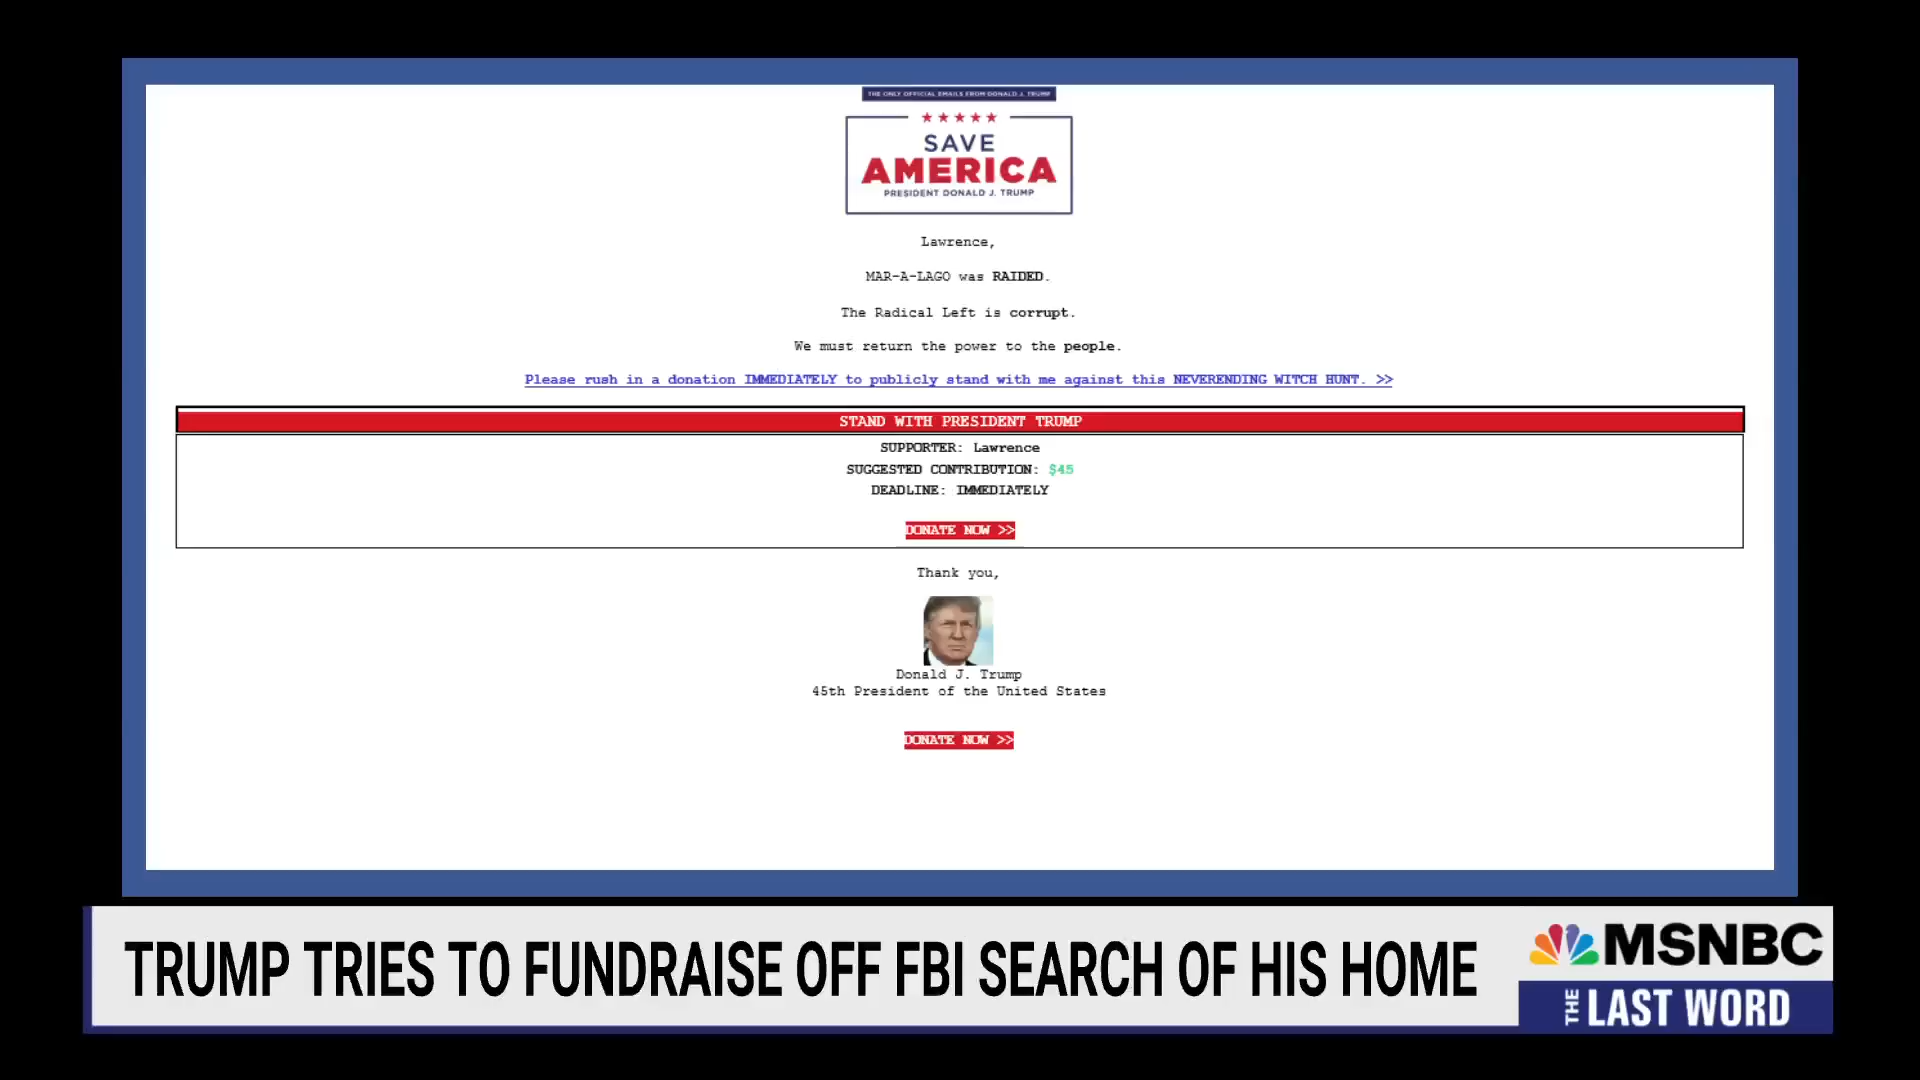 THE ONLY OFFICIAL EMAILS FROM DONALD J. TRUMP
SAVE
AMERICA
PRESIDENT DONALD J. TRUMP
Lawrence,
MAR-A-LAGO was RAIDED.
The Radical Left is corrupt.
We must return the power to the people.
Please rush in a donation IMMEDIATELY to publicly stand with me against this NEVERENDING WITCH HUNT. >>
STAND WITH PRESIDENT TRUMP
SUPPORTER: Lawrence
SUGGESTED CONTRIBUTION: $45
DEADLINE: IMMEDIATELY
DONATE NOW >>
Thank you,
Donald J. Trump
45th President of the United States
DONATE NOW >>
TRUMP TRIES TO FUNDRAISE OFF FBI SEARCH OF HIS HOME
MSNBC
THE LAST WORD